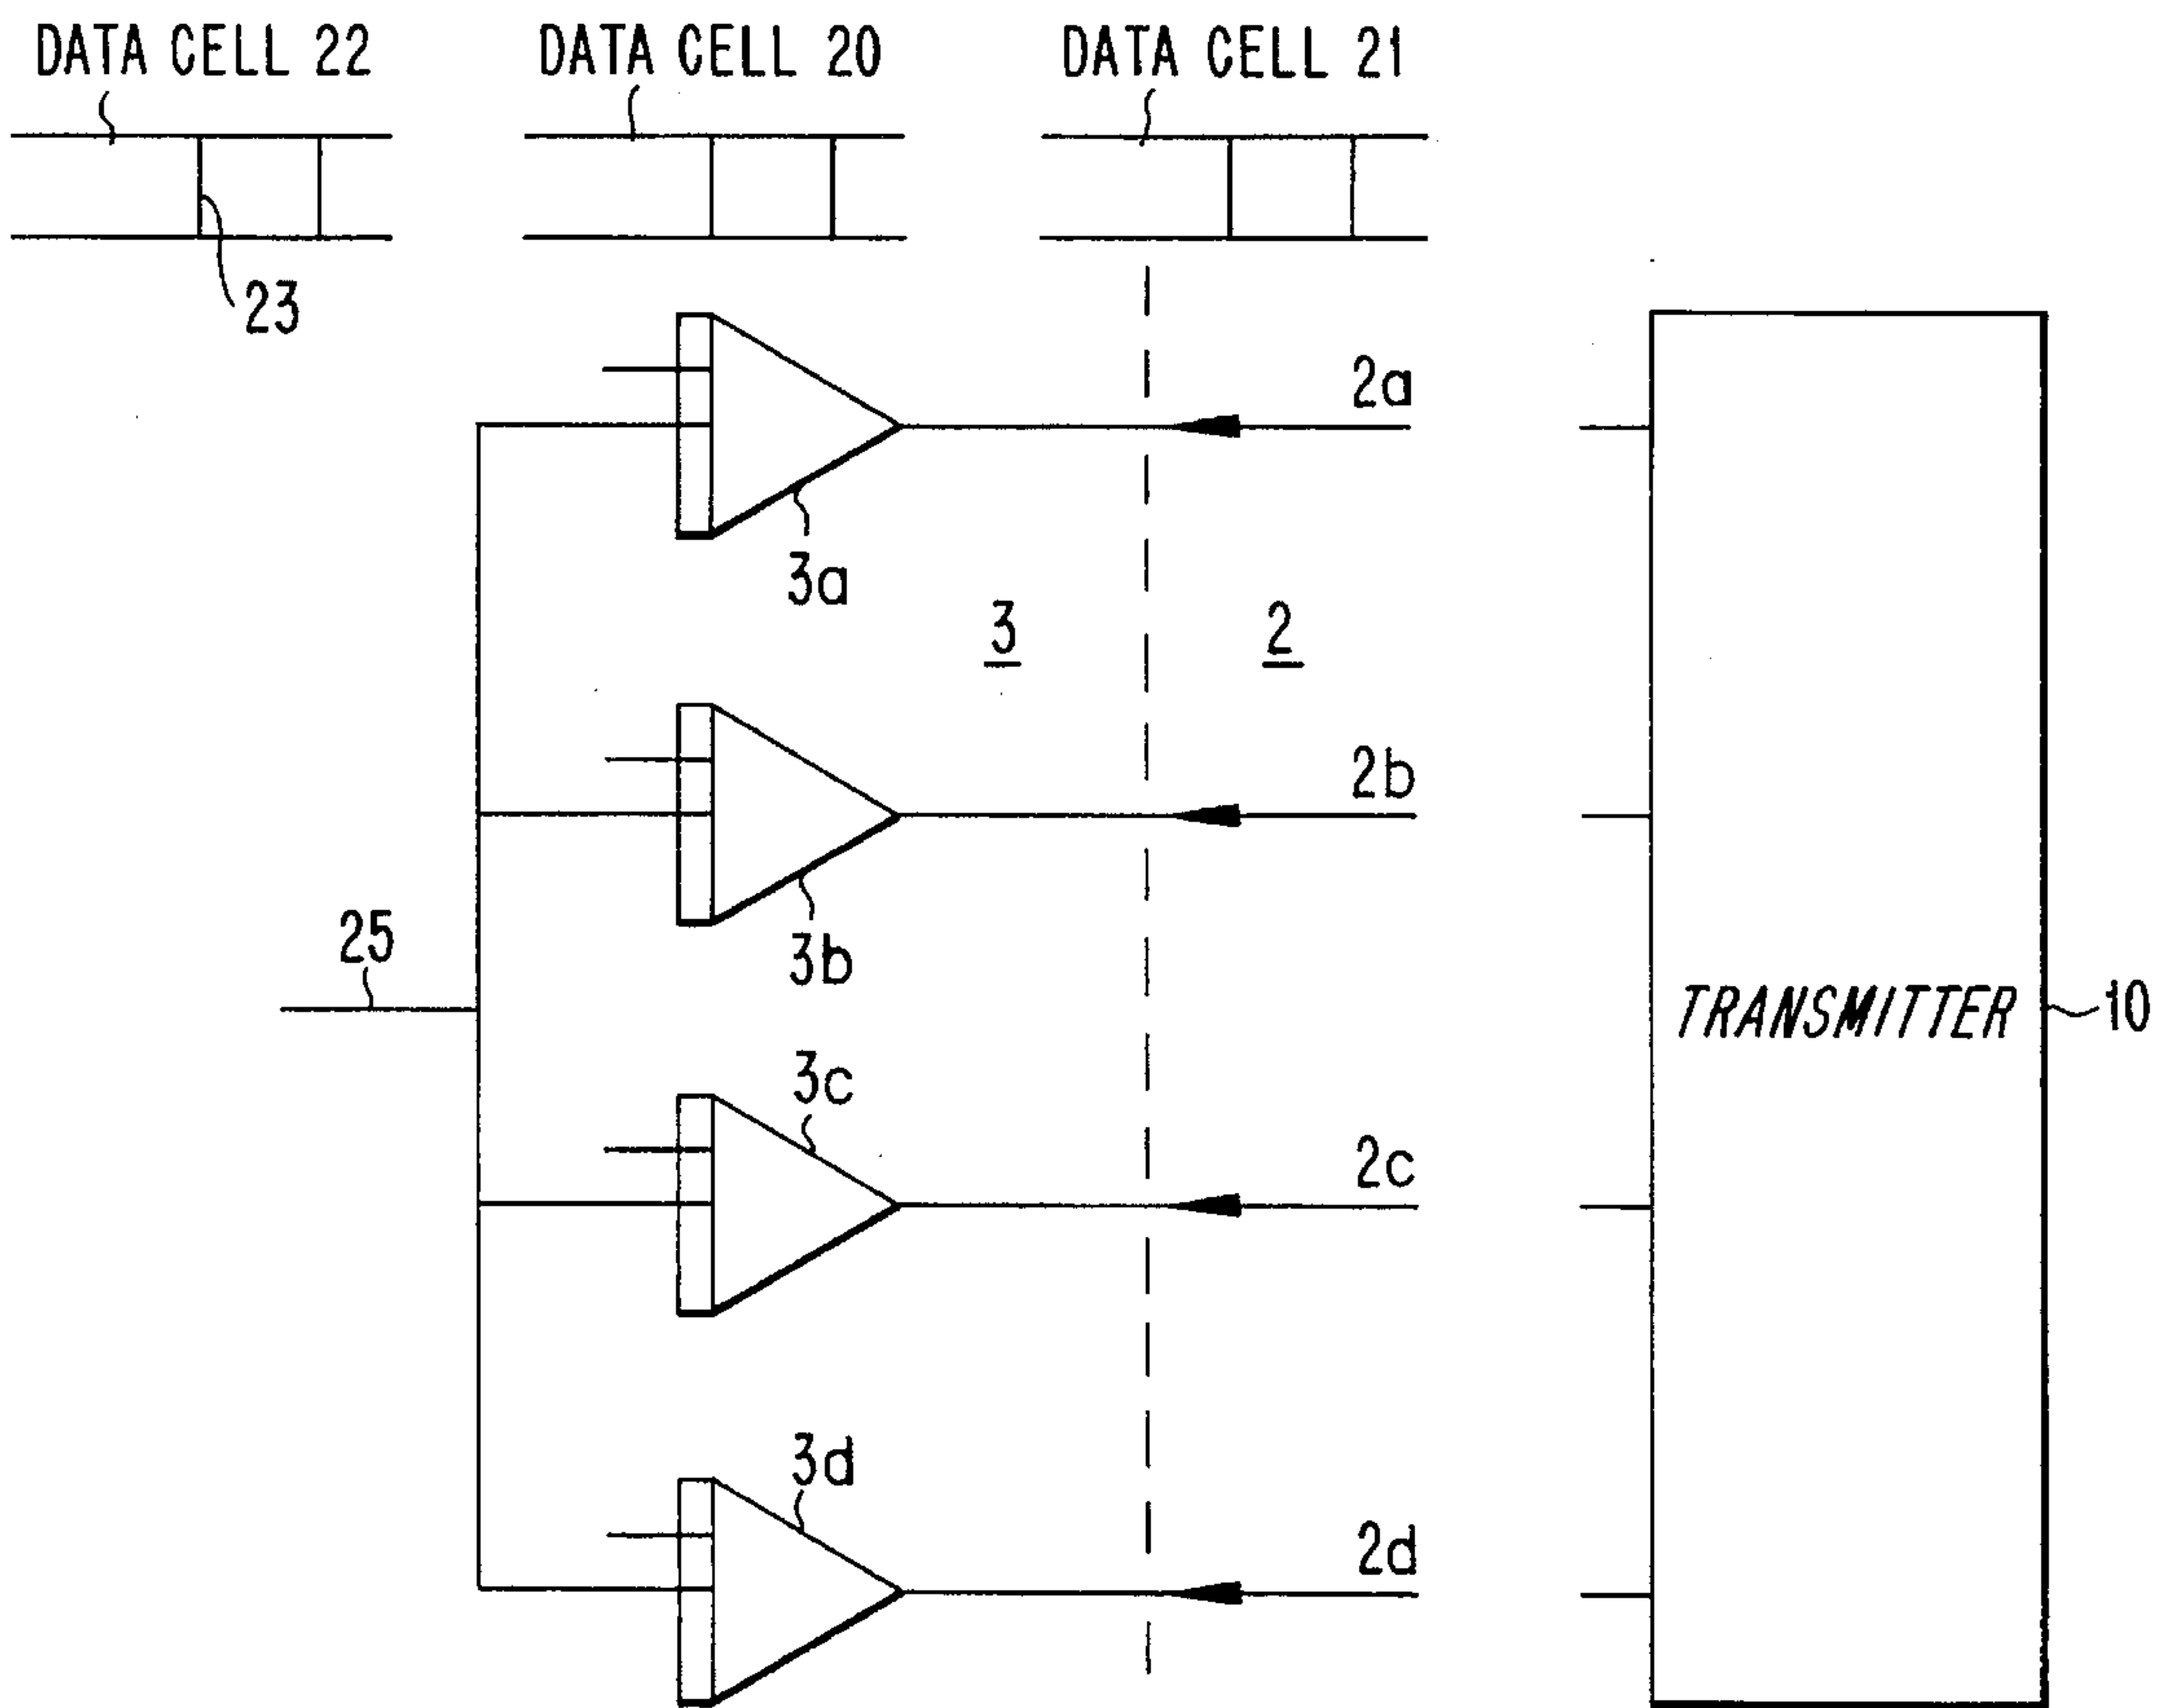 DATA CELL 22
DATA CELL 20
DATA CELL 21
23
2a
3a
3
2
2b
3b
25
TRANSMITTER
10
3c
2c
3d
2d